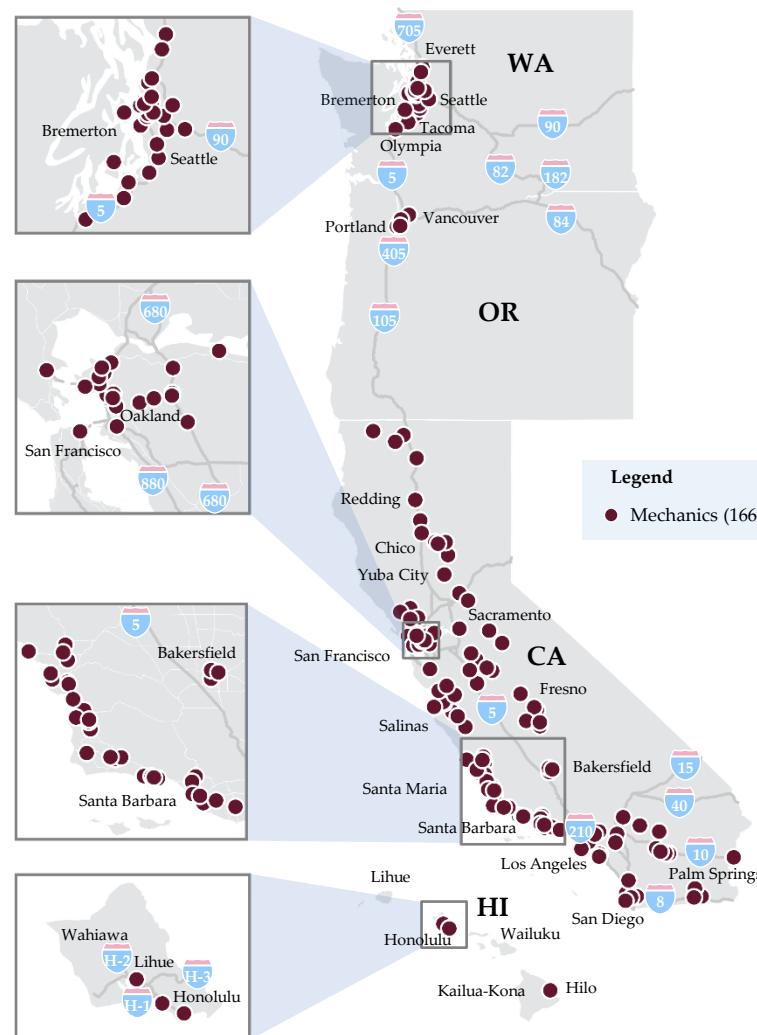 Bremerton
Seattle
90
5
680
Oakland
San Francisco
880
680
5
Bakersfield
Santa Barbara
Wahiawa
H-2
Lihue
H-3
H-1
Honolulu
705
Everett
WA
Bremerton
Seattle
Tacoma
90
Olympia
82
182
5
Vancouver
Portland
84
405
OR
105
Redding
Chico
Yuba City
Sacramento
San Francisco
CA
Fresno
5
Salinas
Bakersfield
15
Santa Maria
40
Santa Barbara
210
10
Los Angeles
Palm Springs
San Diego
8
Lihue
HI
Honolulu
Wailuku
Kailua-Kona
Hilo
Legend
Mechanics (166